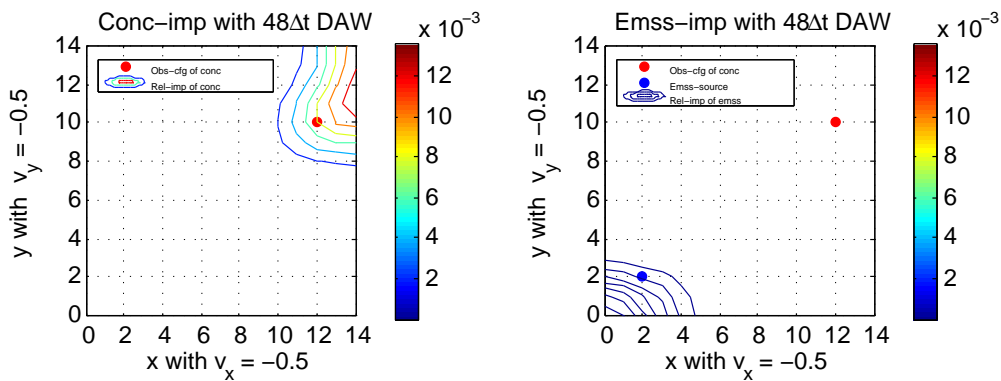 Conc−imp with 48Δt DAW
x 10⁻³
14
12
10
8
6
4
2
0
0 2 4 6 8 10 12 14
y with v_y = −0.5
x with v_x = −0.5
Obs−cfg of conc
Rel−imp of conc
12
10
8
6
4
2
Emss−imp with 48Δt DAW
x 10⁻³
14
12
10
8
6
4
2
0
0 2 4 6 8 10 12 14
y with v_y = −0.5
x with v_x = −0.5
Obs−cfg of conc
Emss−source
Rel−imp of emss
12
10
8
6
4
2